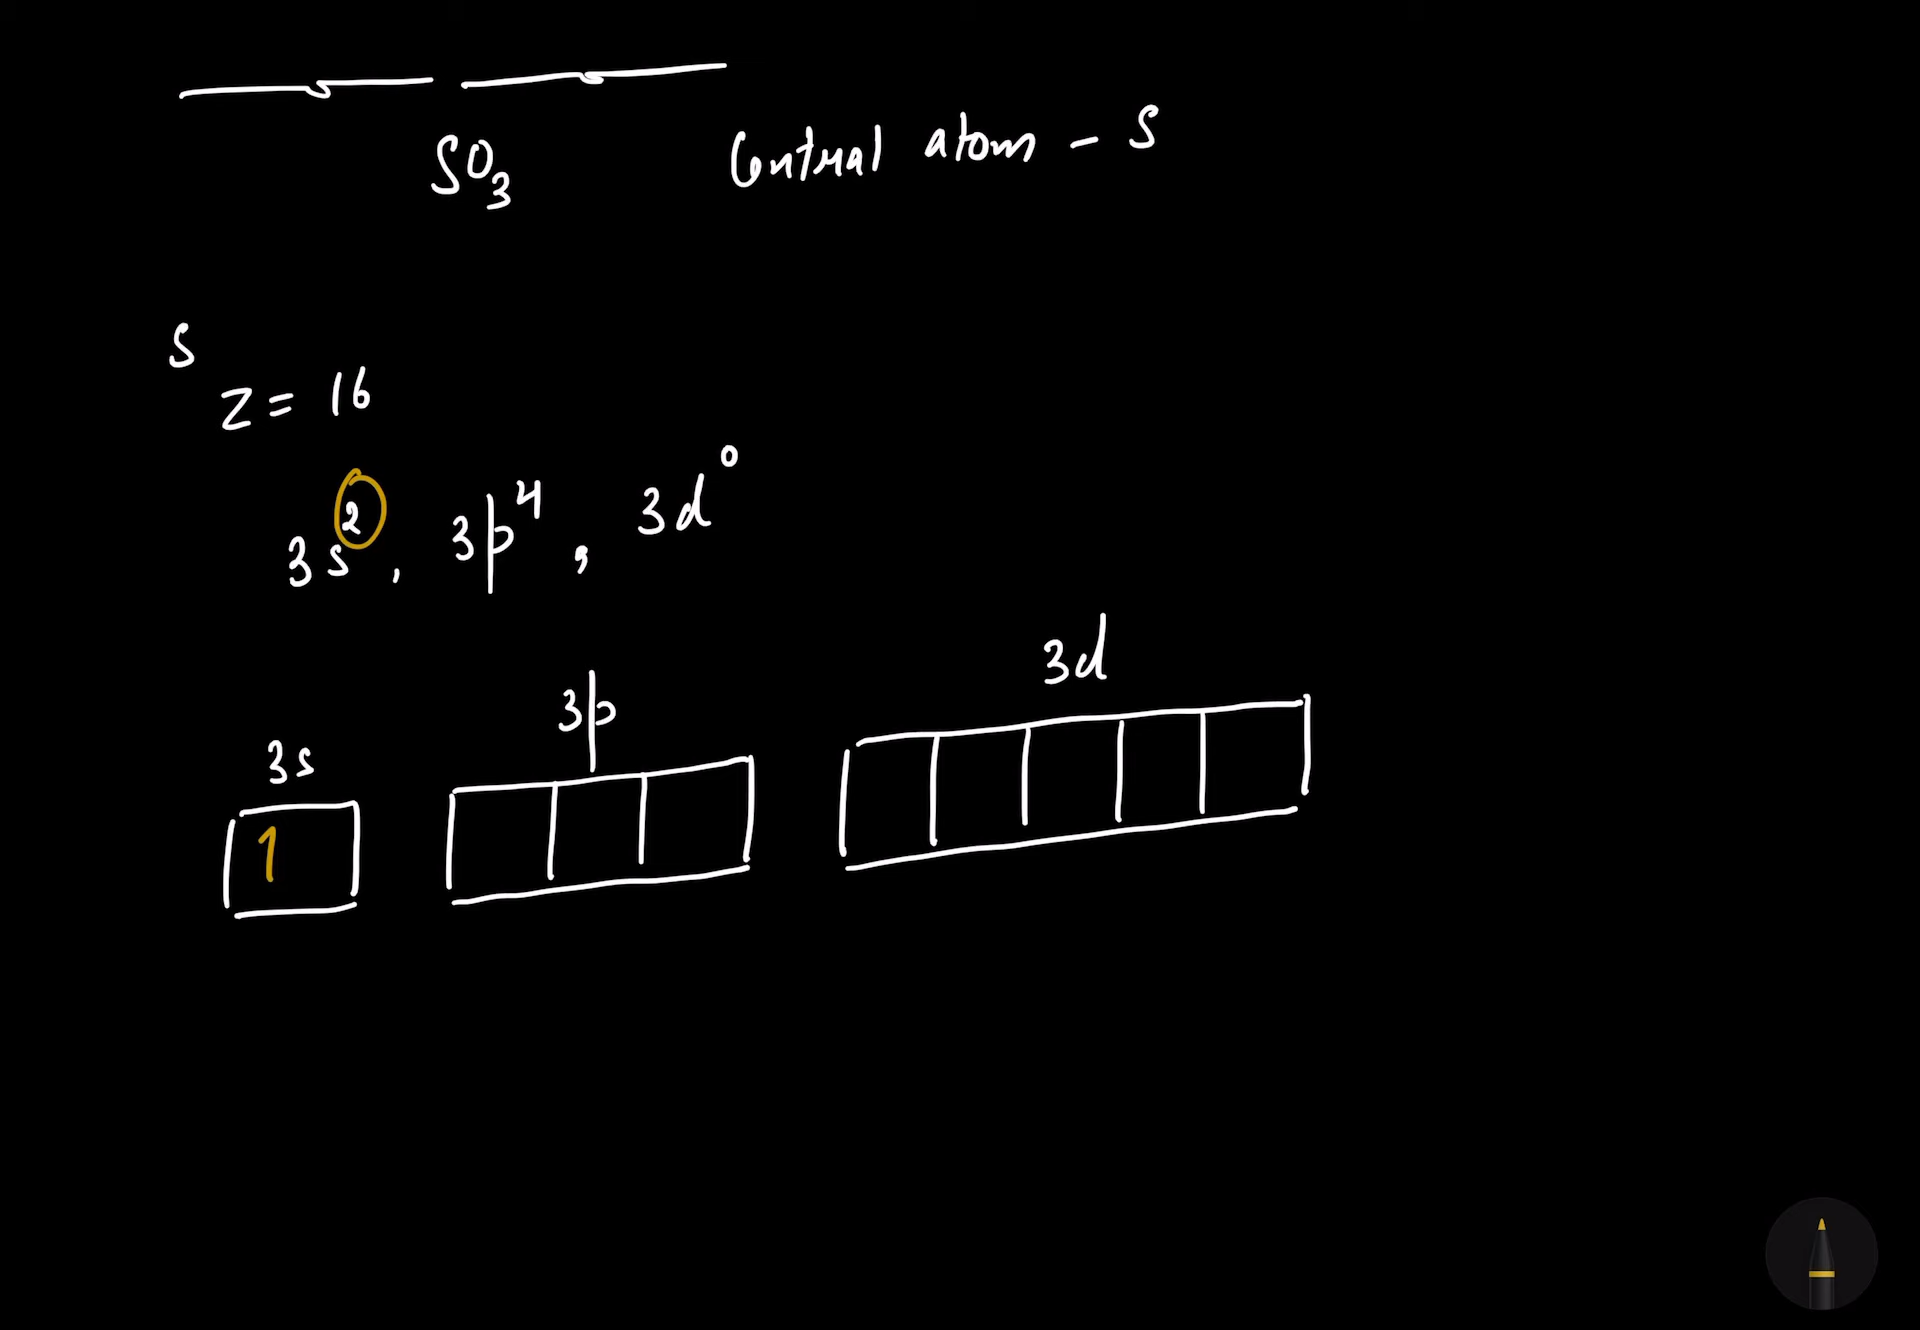 SO₃ Central atom - S
S
Z = 16
3s², 3p⁴, 3d⁰
3s 3p 3d
1